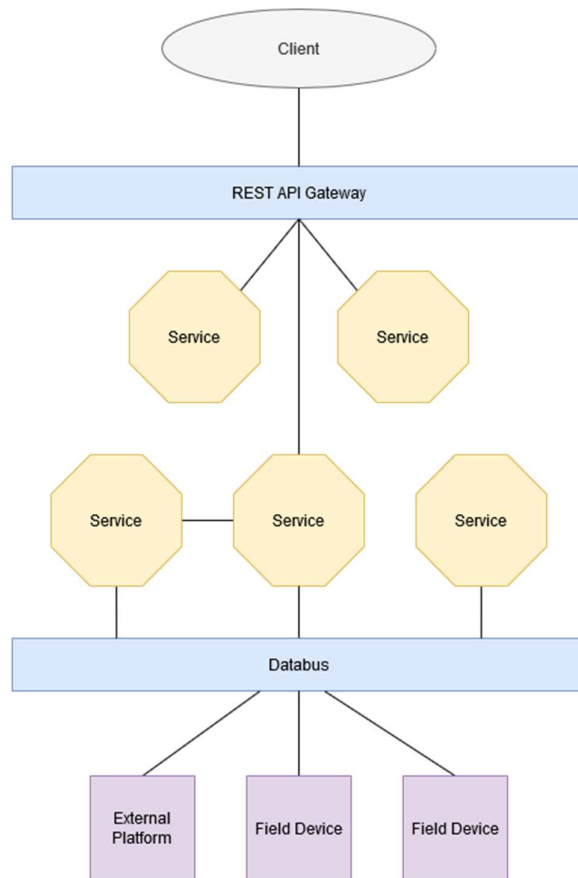 Client
REST API Gateway
Service
Service
Service
Service
Service
Databus
External
Platform
Field Device
Field Device